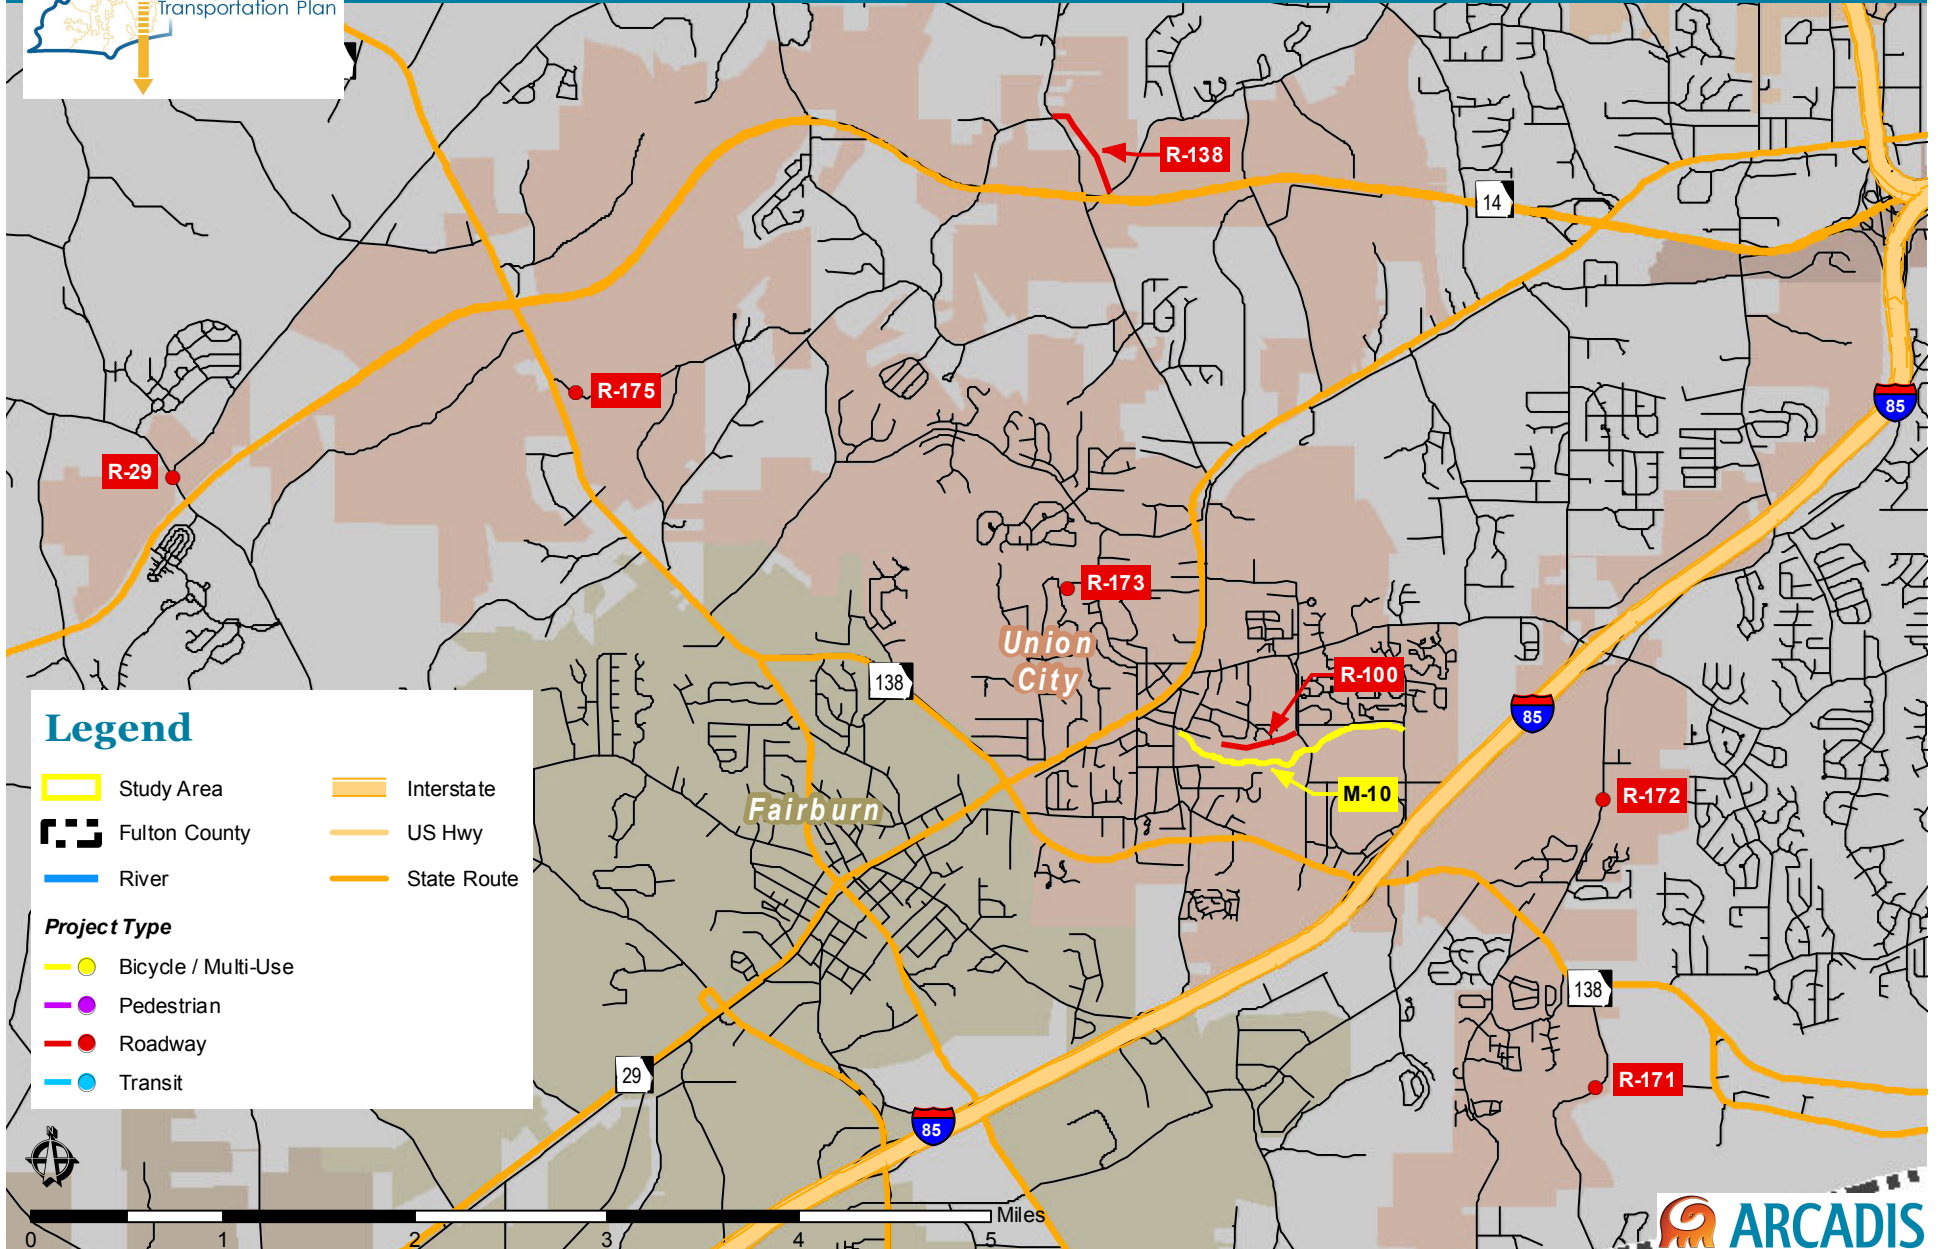 Transportation Plan
R-138
14
R-175
85
R-29
R-173
Union
City
138
R-100
85
M-10
R-172
Fairburn
Legend
Study Area
Fulton County
River
Interstate
US Hwy
State Route
Project Type
Bicycle / Multi-Use
Pedestrian
Roadway
Transit
138
29
R-171
85
N
Miles
0 1 2 3 4 5
ARCADIS